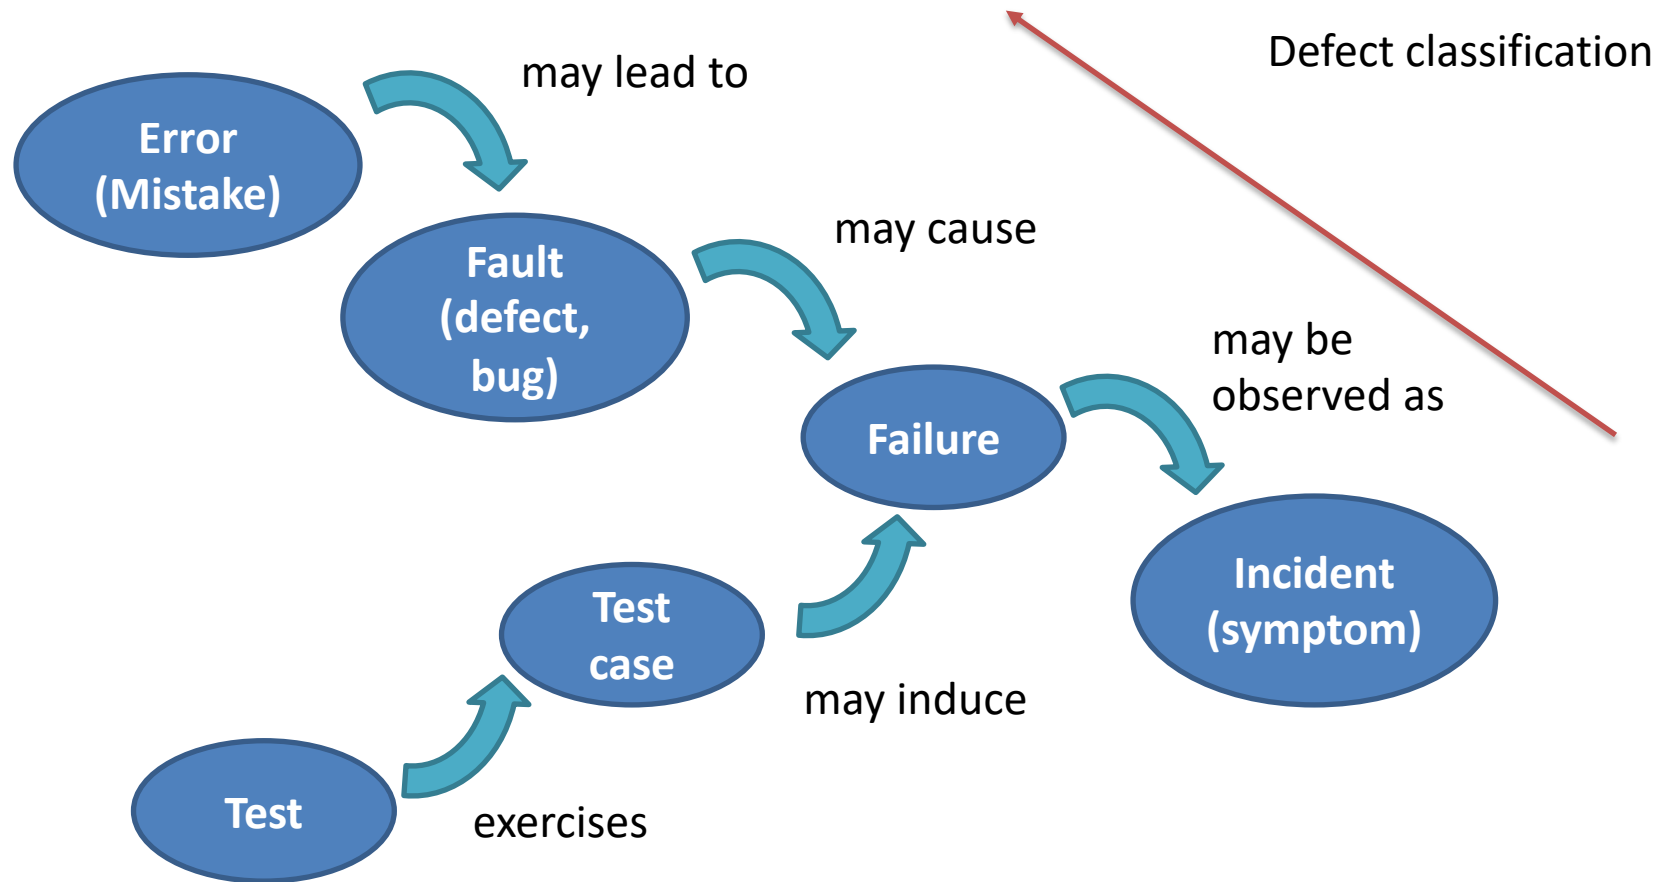 Defect classification
may lead to
Error
(Mistake)
may cause
Fault
(defect,
bug)
may be
observed as
Failure
Incident
(symptom)
Test
case
may induce
Test
exercises